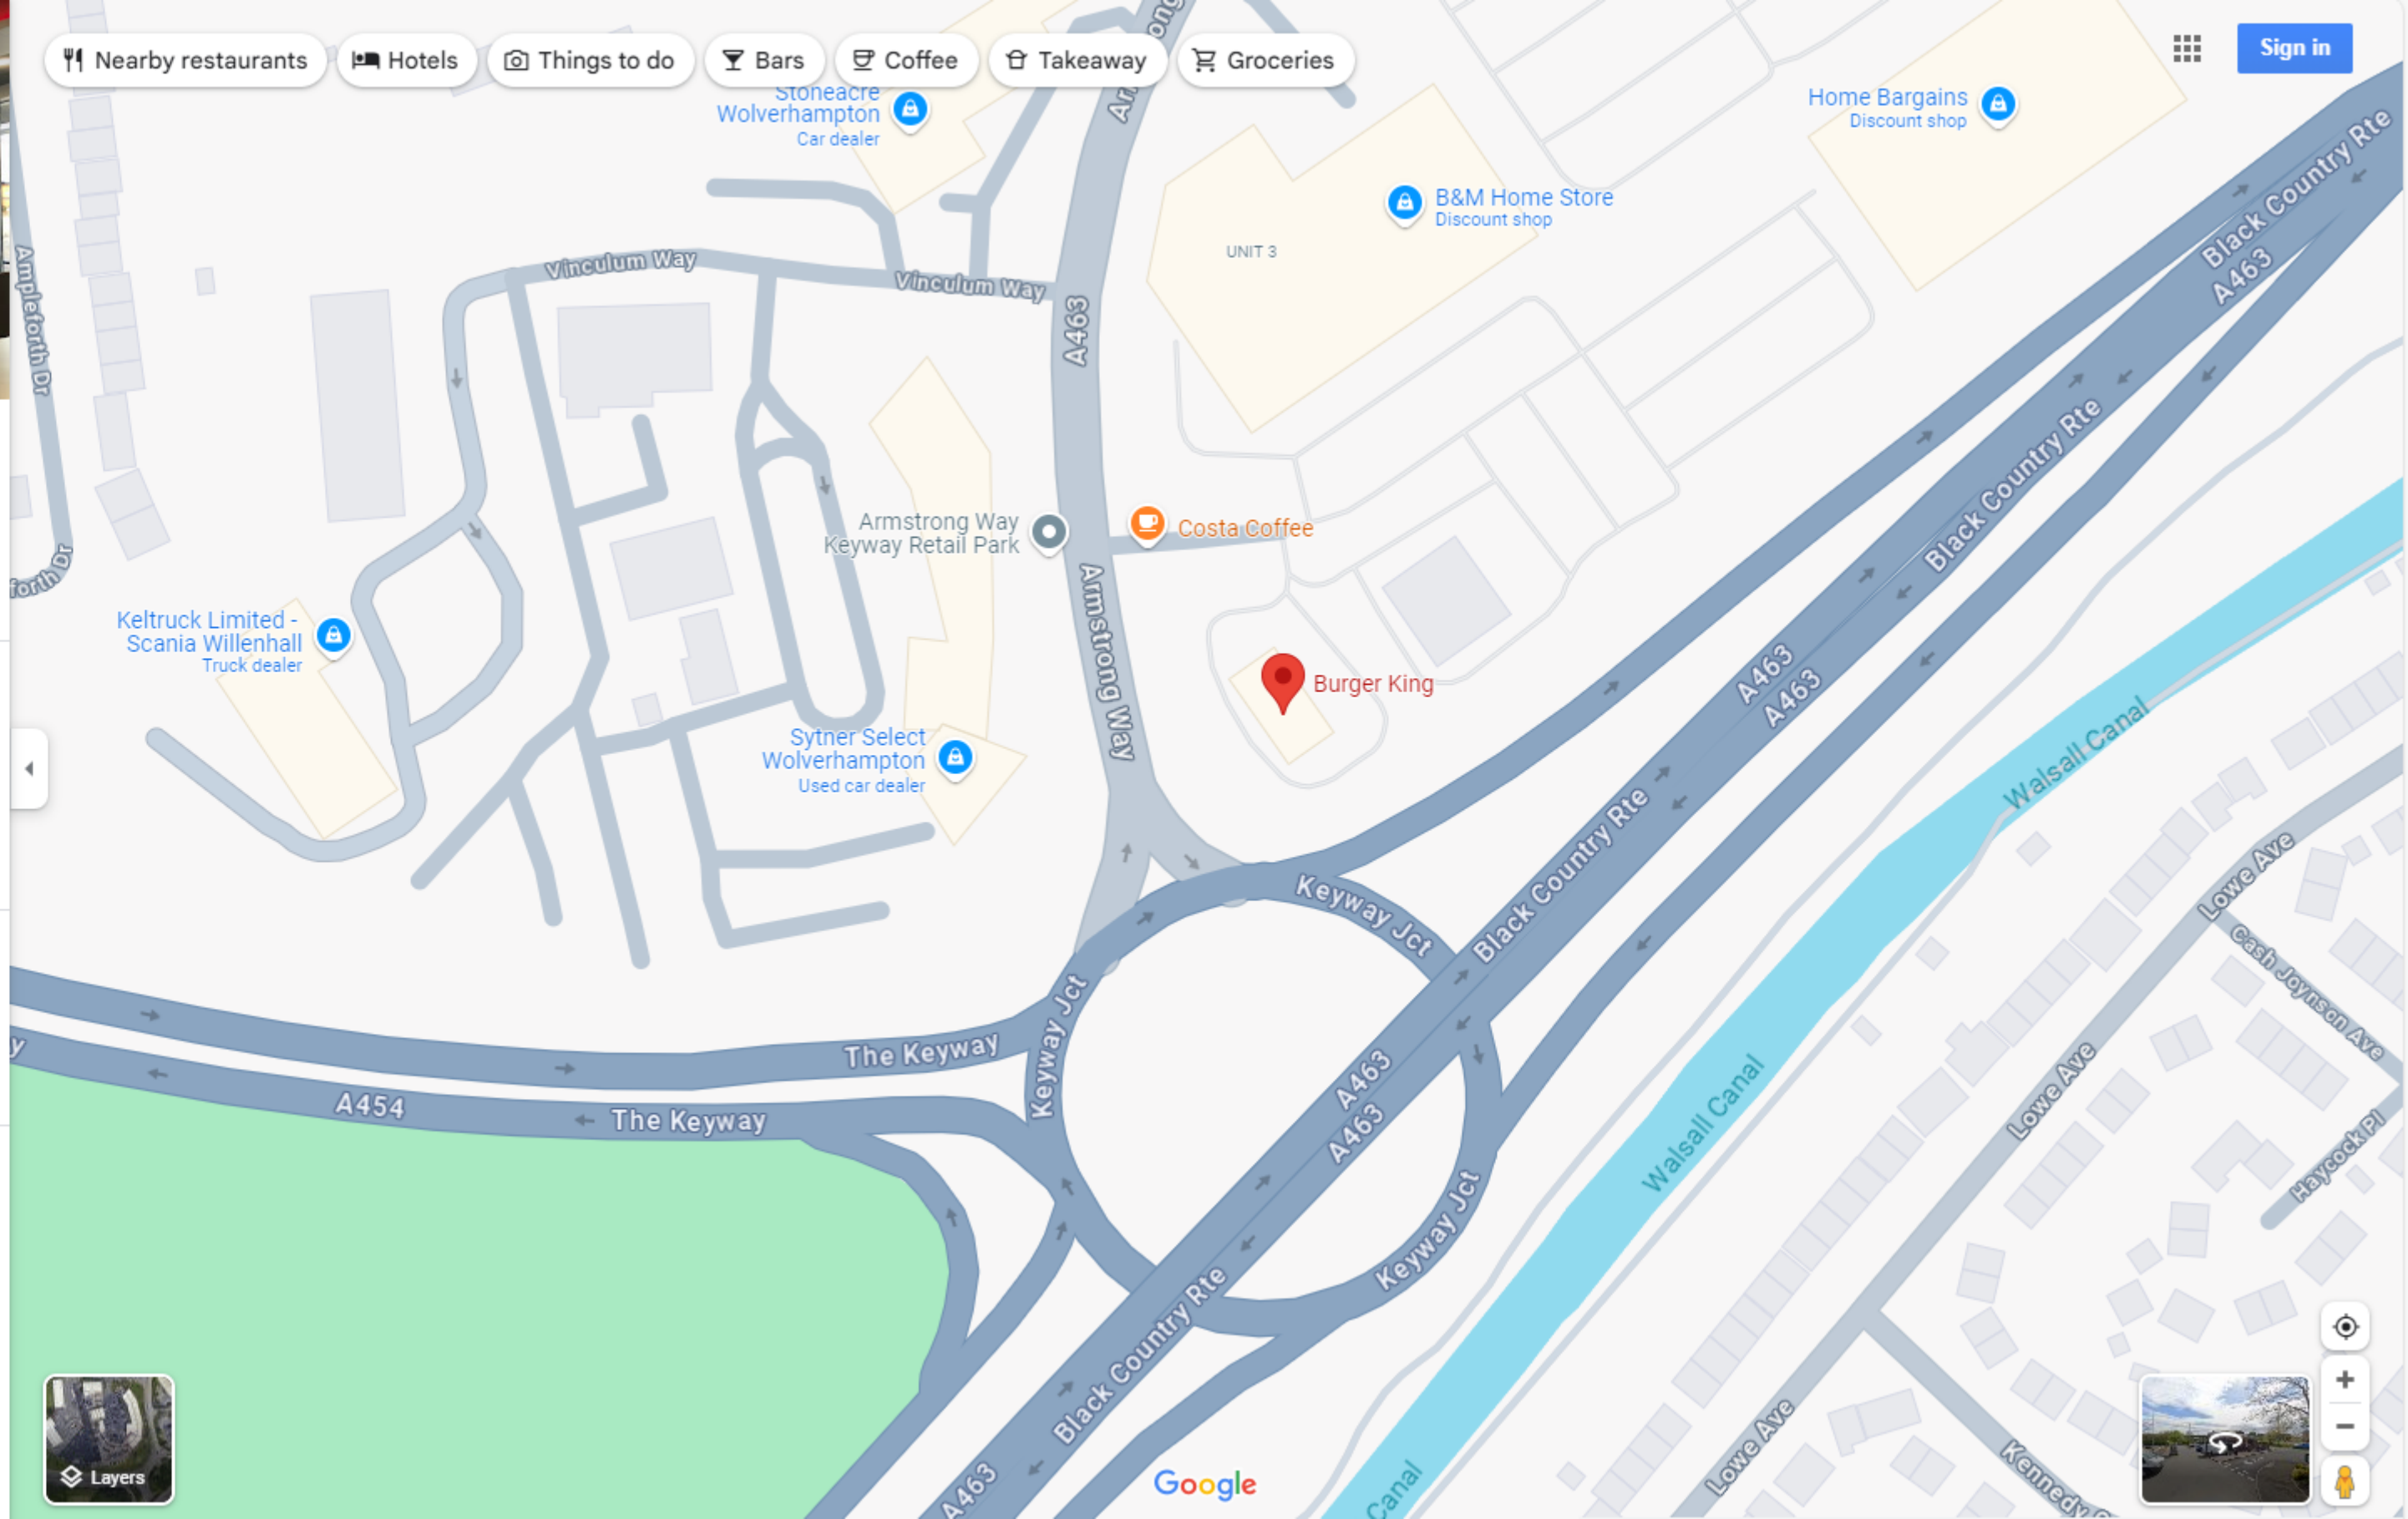 Nearby restaurants
Hotels
Things to do
Bars
Coffee
Takeaway
Groceries
Sign in
Stoneacre
Wolverhampton
Car dealer
Home Bargains
Discount shop
B&M Home Store
Discount shop
UNIT 3
Black Country Rte
A463
Ampleforth Dr
Vinculum Way
Vinculum Way
A463
Black Country Rte
Armstrong Way
Keyway Retail Park
Costa Coffee
forth Dr
Armstrong Way
Keltruck Limited -
Scania Willenhall
Truck dealer
Burger King
A463
A463
Sytner Select
Wolverhampton
Used car dealer
Walsall Canal
Black Country Rte
Lowe Ave
Keyway Jct
Cash Joynson Ave
Keyway Jct
The Keyway
y
A454
The Keyway
A463
A463
Walsall Canal
Lowe Ave
Haycock Pl
Keyway Jct
Black Country Rte
Layers
A463
Google
Canal
Lowe Ave
Kennedy